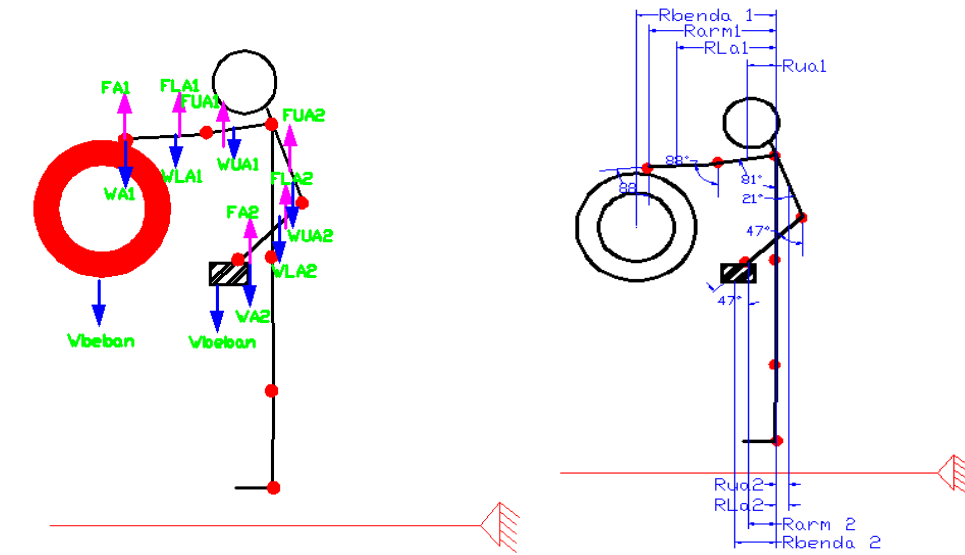 FA1
FLA1
FUA1
FUA2
WUA1
WLA1
WA1
FLA2
FA2
WUA2
WLA2
WA2
Wbeban
Wbeban
Rbenda 1
Rarm1
RLa1
Rua1
88°
88
81°
21°
47°
47°
Rua2
RLa2
Rarm 2
Rbenda 2